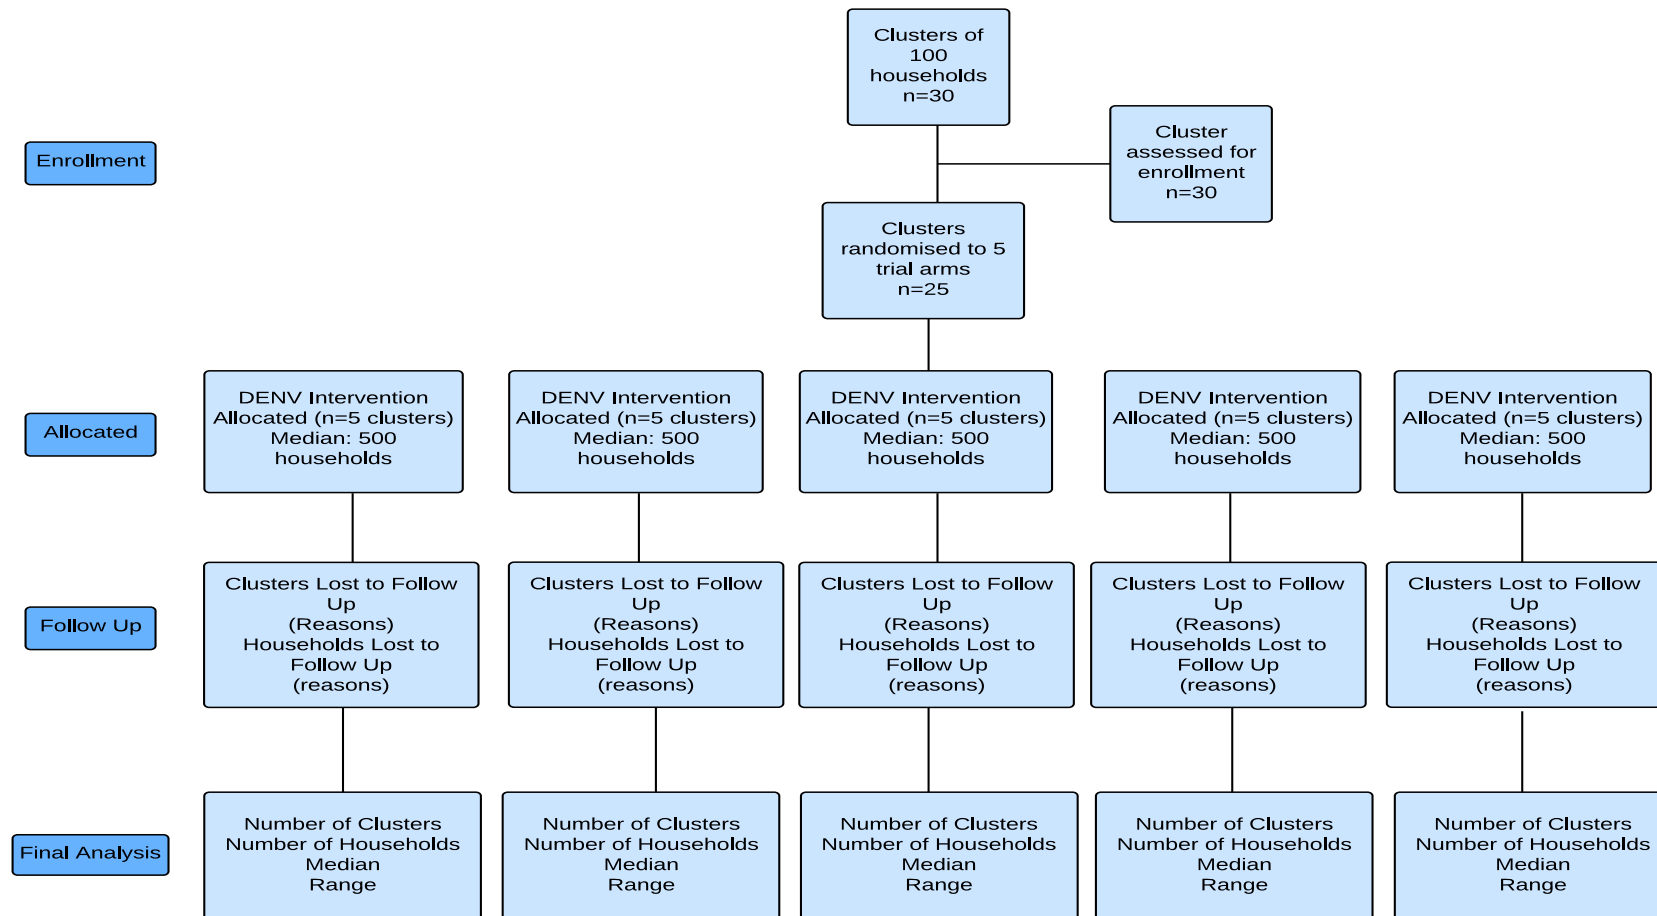 Clusters of
100
households
n=30
Enrollment
Cluster
assessed for
enrollment
n=30
Clusters
randomised to 5
trial arms
n=25
Allocated
DENV Intervention
Allocated (n=5 clusters)
Median: 500
households
DENV Intervention
Allocated (n=5 clusters)
Median: 500
households
DENV Intervention
Allocated (n=5 clusters)
Median: 500
households
DENV Intervention
Allocated (n=5 clusters)
Median: 500
households
DENV Intervention
Allocated (n=5 clusters)
Median: 500
households
Follow Up
Clusters Lost to Follow
Up
(Reasons)
Households Lost to
Follow Up
(reasons)
Clusters Lost to Follow
Up
(Reasons)
Households Lost to
Follow Up
(reasons)
Clusters Lost to Follow
Up
(Reasons)
Households Lost to
Follow Up
(reasons)
Clusters Lost to Follow
Up
(Reasons)
Households Lost to
Follow Up
(reasons)
Clusters Lost to Follow
Up
(Reasons)
Households Lost to
Follow Up
(reasons)
Final Analysis
Number of Clusters
Number of Households
Median
Range
Number of Clusters
Number of Households
Median
Range
Number of Clusters
Number of Households
Median
Range
Number of Clusters
Number of Households
Median
Range
Number of Clusters
Number of Households
Median
Range